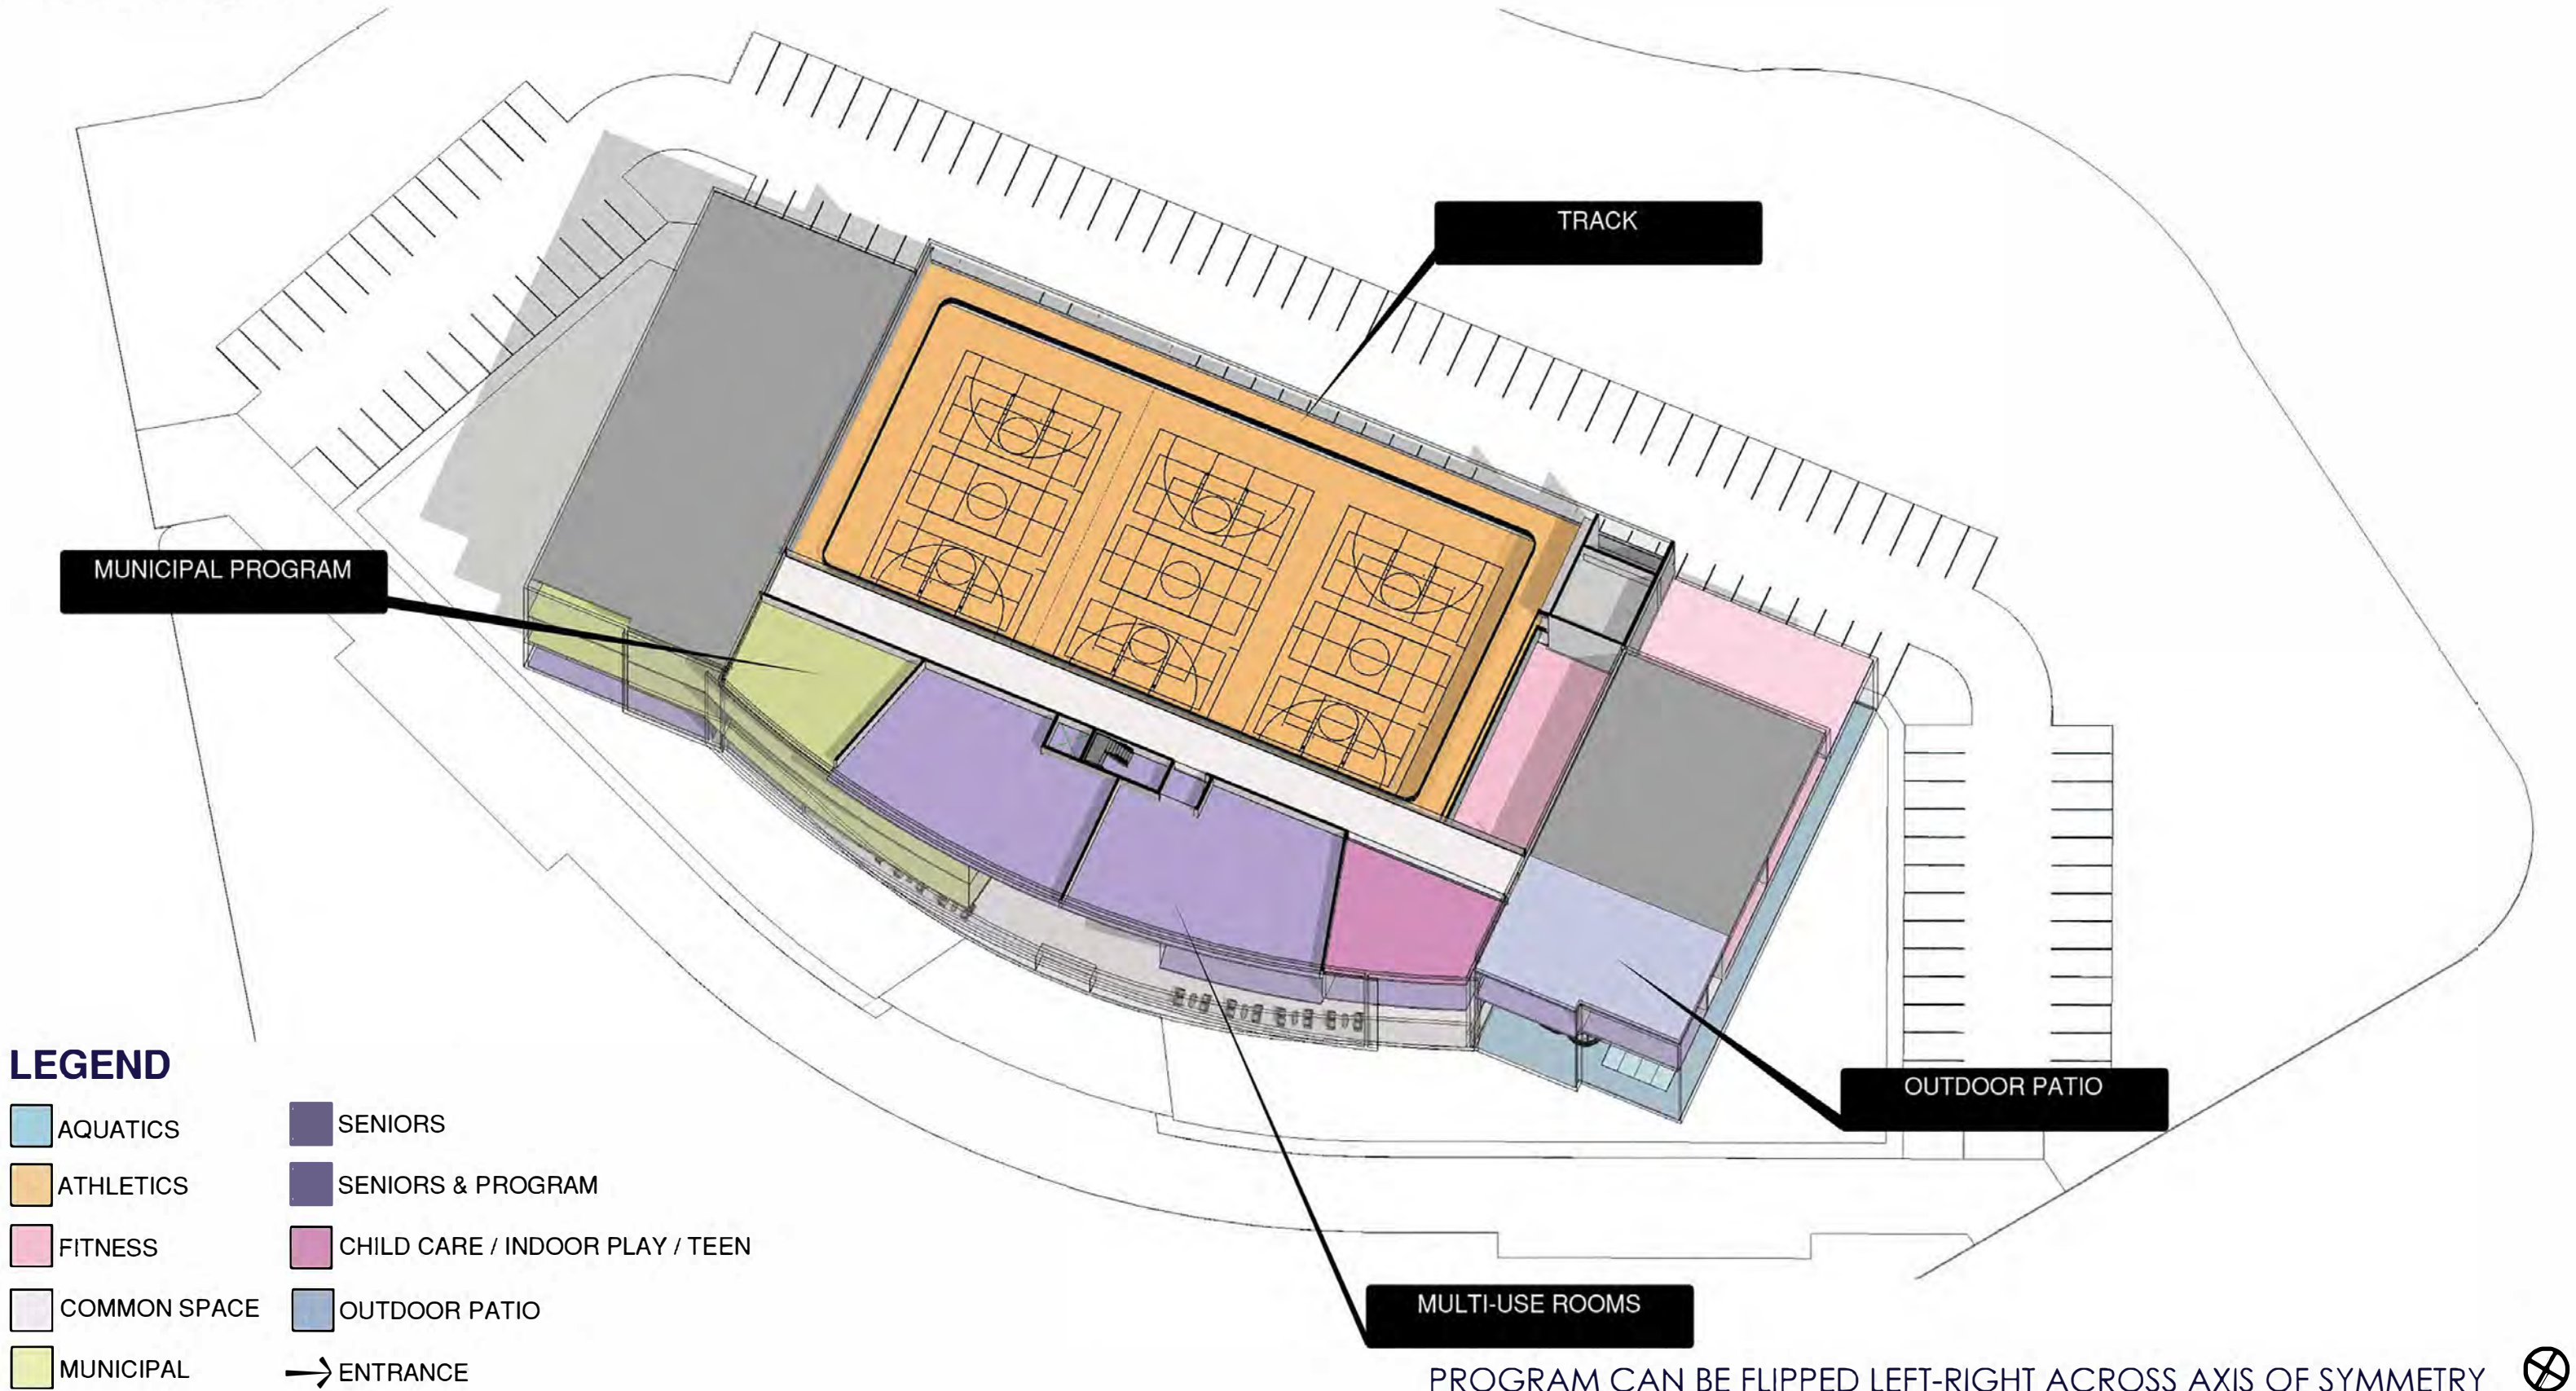 TRACK
MUNICIPAL PROGRAM
OUTDOOR PATIO
MULTI-USE ROOMS
LEGEND
AQUATICS
ATHLETICS
FITNESS
COMMON SPACE
MUNICIPAL
SENIORS
SENIORS & PROGRAM
CHILD CARE / INDOOR PLAY / TEEN
OUTDOOR PATIO
ENTRANCE
PROGRAM CAN BE FLIPPED LEFT-RIGHT ACROSS AXIS OF SYMMETRY